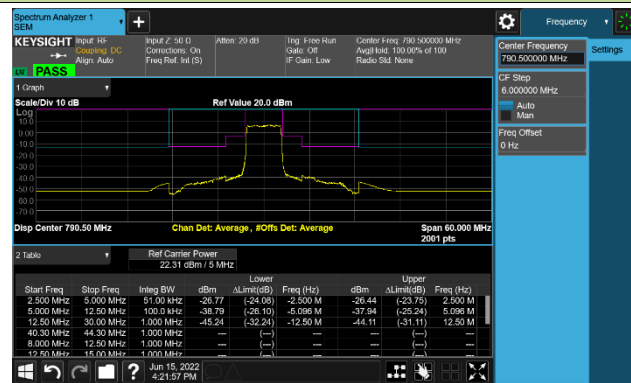 Spectrum Analyzer 1
SEM
Frequency
KEYSIGHT
Input: RF
Coupling: DC
Align: Auto
Input Z: 50 Ω
Corrections: On
Freq Ref: Int (S)
Atten: 20 dB
Trig: Free Run
Gate: Off
IF Gain: Low
Center Freq: 790.500000 MHz
Avg|Hold: 100.00% of 100
Radio Std: None
PASS
Center Frequency
790.500000 MHz
Settings
CF Step
6.000000 MHz
Auto
Man
Freq Offset
0 Hz
1 Graph
Scale/Div 10 dB
Ref Value 20.0 dBm
Log
10.0
0.00
-10.0
-20.0
-30.0
-40.0
-50.0
-60.0
-70.0
Disp Center 790.50 MHz
Chan Det: Average, #Offs Det: Average
Span 60.000 MHz
2001 pts
2 Table
Ref Carrier Power
22.31 dBm / 5 MHz
Lower Upper
Start Freq Stop Freq Integ BW dBm ΔLimit(dB) Freq (Hz) dBm ΔLimit(dB) Freq (Hz)
2.500 MHz 5.000 MHz 51.00 kHz -26.77 (-24.08) -2.500 M -26.44 (-23.75) 2.500 M
5.000 MHz 12.50 MHz 100.0 kHz -38.79 (-26.10) -5.096 M -37.94 (-25.24) 5.096 M
12.50 MHz 30.00 MHz 1.000 MHz -45.24 (-32.24) -12.50 M -44.11 (-31.11) 12.50 M
40.30 MHz 44.30 MHz 1.000 MHz --- (---) --- --- (---) ---
8.000 MHz 12.50 MHz 1.000 MHz --- (---) --- --- (---) ---
12.50 MHz 15.00 MHz 1.000 MHz --- (---) --- --- (---) ---
Jun 15, 2022
4:21:57 PM